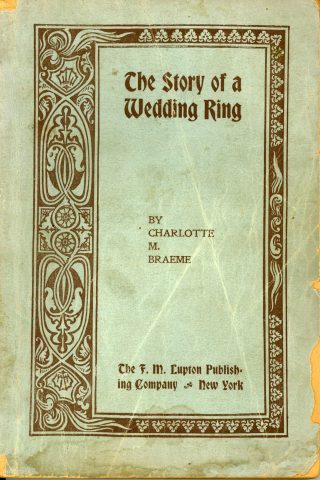 The Story of a
Wedding Ring
BY
CHARLOTTE
M.
BRAEME
The F. M. Lupton Publish-
ing Company New York